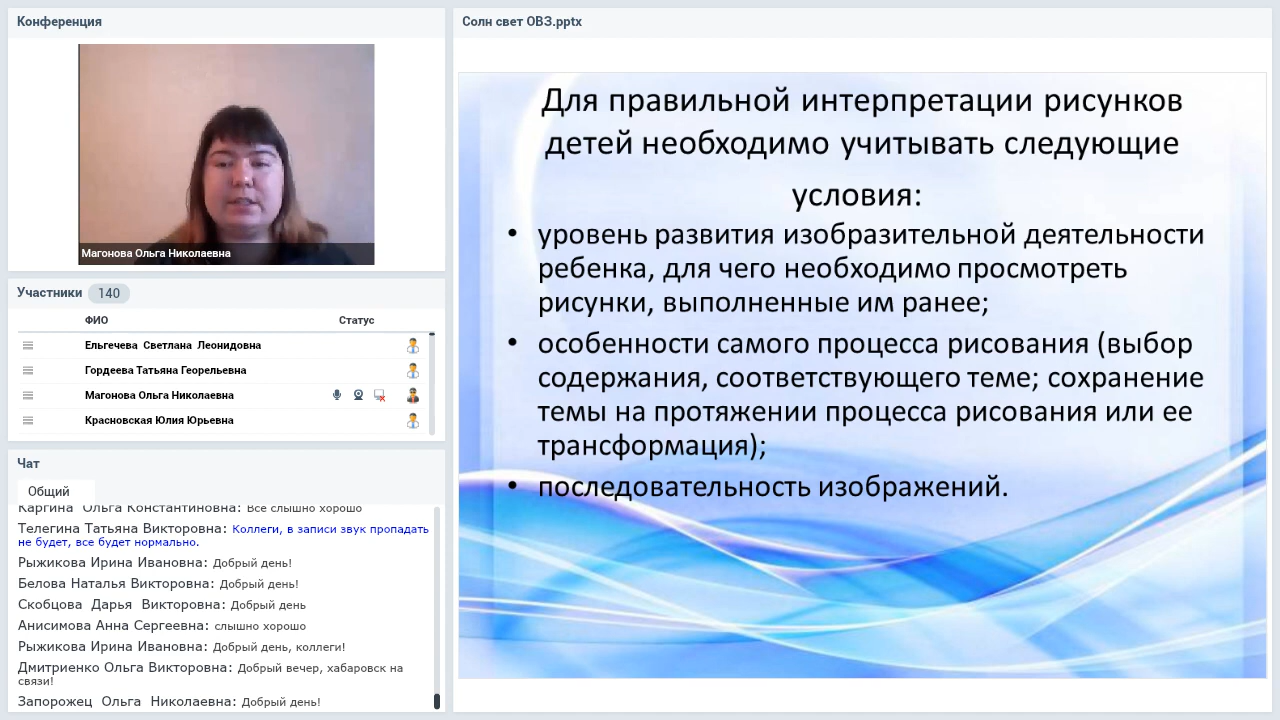 Конференция
Магонова Ольга Николаевна
Участники 140
ФИО Статус
Ельгечева Светлана Леонидовна
Гордеева Татьяна Георельевна
Магонова Ольга Николаевна
Красновская Юлия Юрьевна
Чат
Общий
Каргина Ольга Константиновна: Все слышно хорошо
Телегина Татьяна Викторовна: Коллеги, в записи звук пропадать
не будет, все будет нормально.
Рыжикова Ирина Ивановна: Добрый день!
Белова Наталья Викторовна: Добрый день!
Скобцова Дарья Викторовна: Добрый день
Анисимова Анна Сергеевна: слышно хорошо
Рыжикова Ирина Ивановна: Добрый день, коллеги!
Дмитриенко Ольга Викторовна: Добрый вечер, хабаровск на
связи!
Запорожец Ольга Николаевна: Добрый день!
Солн свет ОВЗ.pptx
Для правильной интерпретации рисунков
детей необходимо учитывать следующие
условия:
• уровень развития изобразительной деятельности
ребенка, для чего необходимо просмотреть
рисунки, выполненные им ранее;
• особенности самого процесса рисования (выбор
содержания, соответствующего теме; сохранение
темы на протяжении процесса рисования или ее
трансформация);
• последовательность изображений.